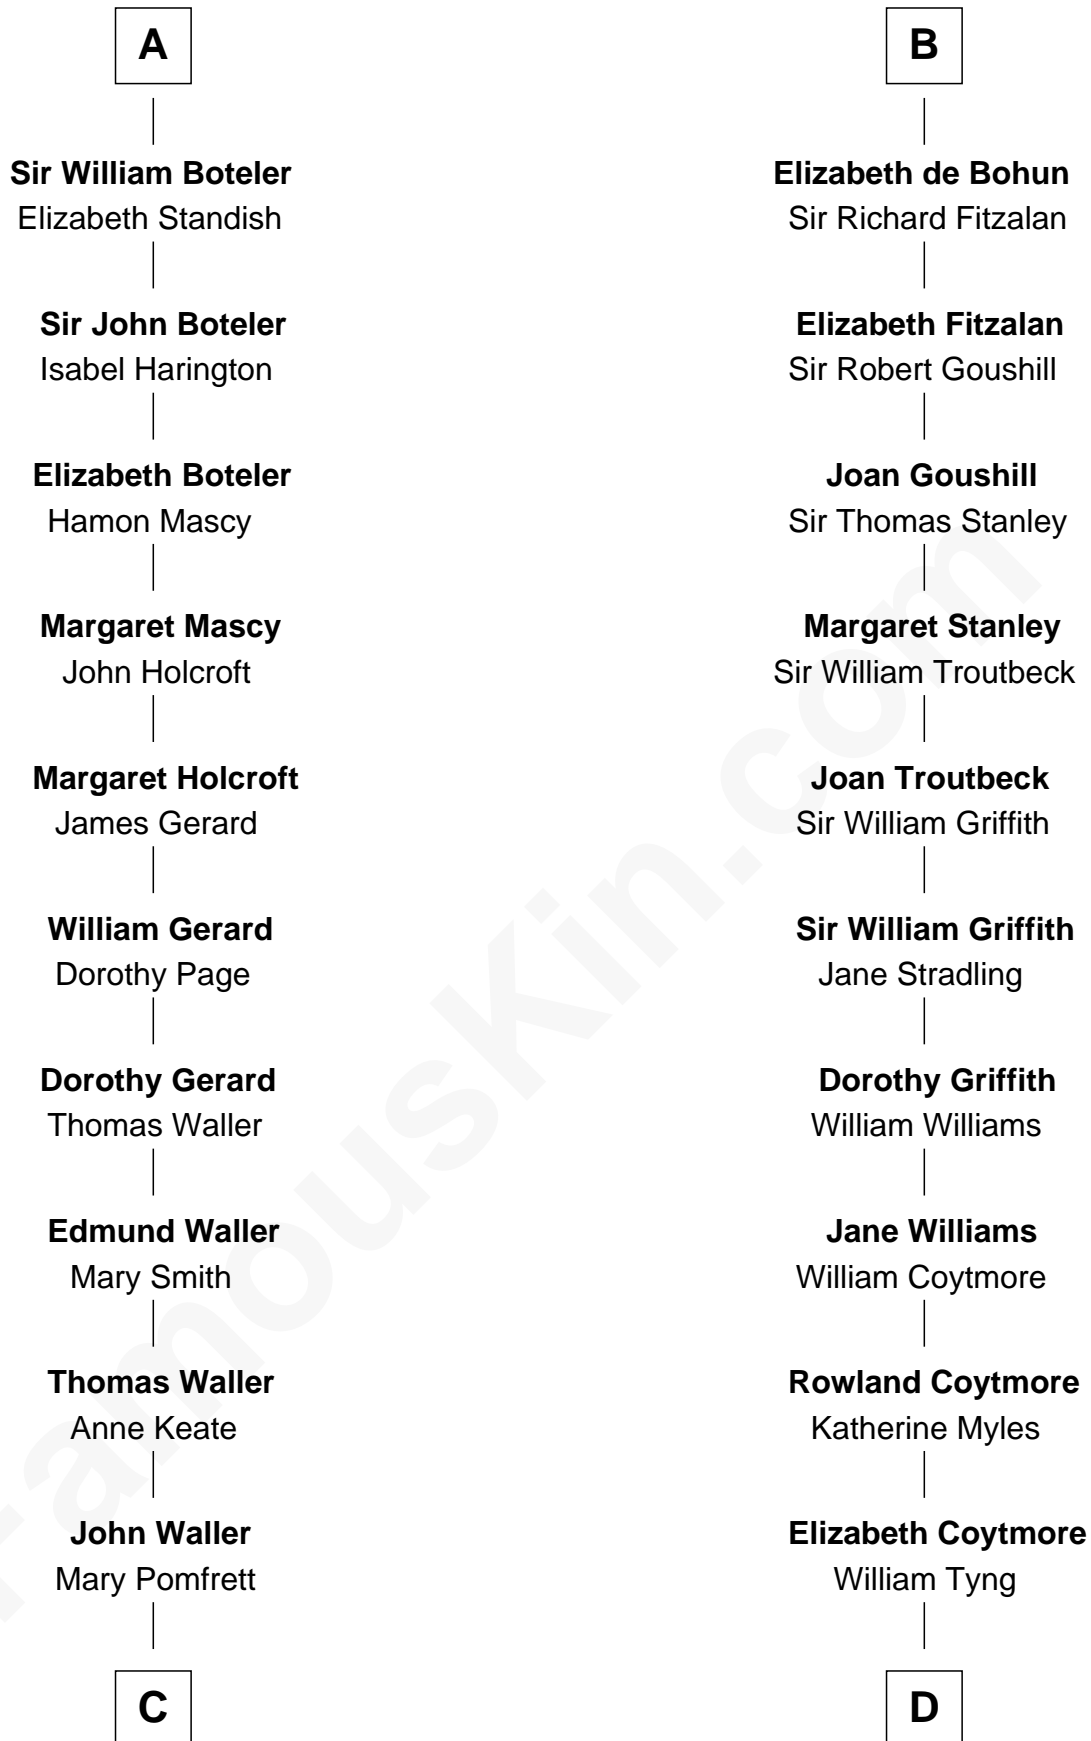 A
Sir William Boteler
Elizabeth Standish
Sir John Boteler
Isabel Harington
Elizabeth Boteler
Hamon Mascy
Margaret Mascy
John Holcroft
Margaret Holcroft
James Gerard
William Gerard
Dorothy Page
Dorothy Gerard
Thomas Waller
Edmund Waller
Mary Smith
Thomas Waller
Anne Keate
John Waller
Mary Pomfrett
C
B
Elizabeth de Bohun
Sir Richard Fitzalan
Elizabeth Fitzalan
Sir Robert Goushill
Joan Goushill
Sir Thomas Stanley
Margaret Stanley
Sir William Troutbeck
Joan Troutbeck
Sir William Griffith
Sir William Griffith
Jane Stradling
Dorothy Griffith
William Williams
Jane Williams
William Coytmore
Rowland Coytmore
Katherine Myles
Elizabeth Coytmore
William Tyng
D
FamousKin.com